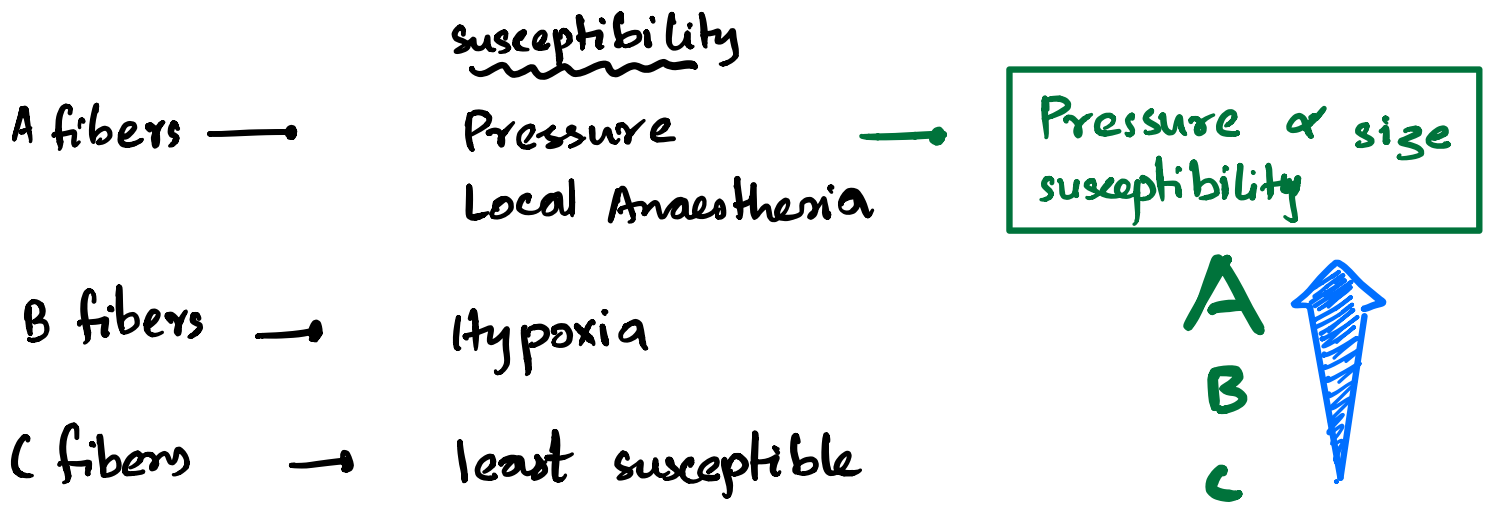 susceptibility
A fibers → Pressure → Pressure ∝ size
Local Anaesthesia susceptibility
B fibers → Hypoxia
A
B
C fibers → least susceptible
C